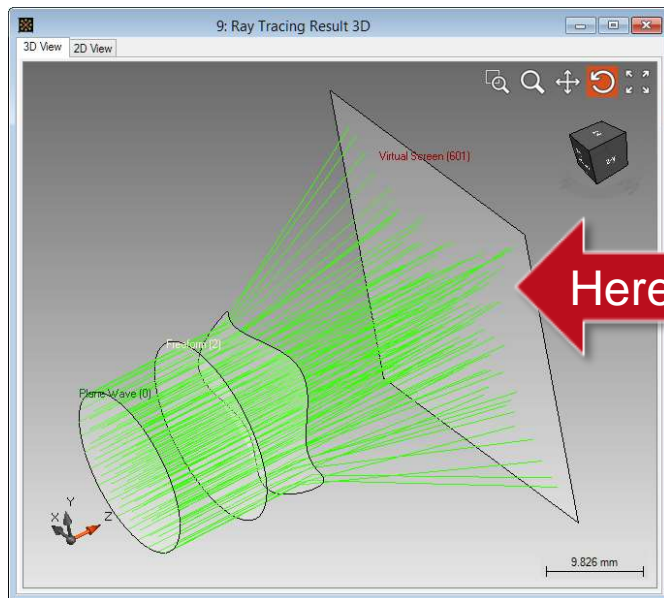 9: Ray Tracing Result 3D
3D View
2D View
Virtual Screen (601)
Here
Freeform (2)
Plane Wave (0)
Y
X
Z
9.826 mm